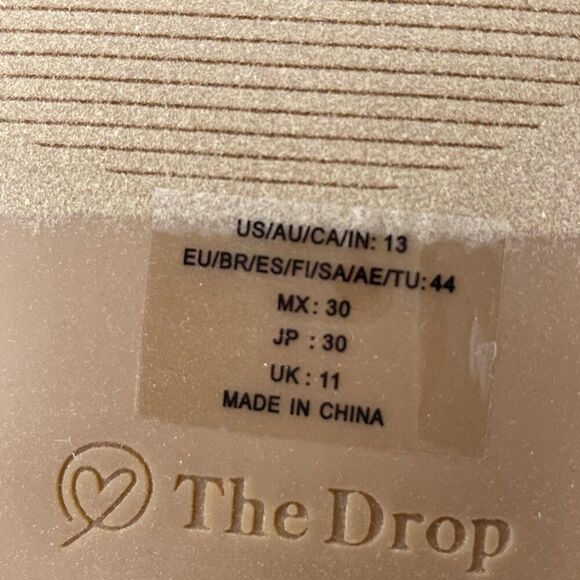 US/AU/CA/IN: 13
EU/BR/ES/FI/SA/AE/TU: 44
MX: 30
JP : 30
UK : 11
MADE IN CHINA
The Drop